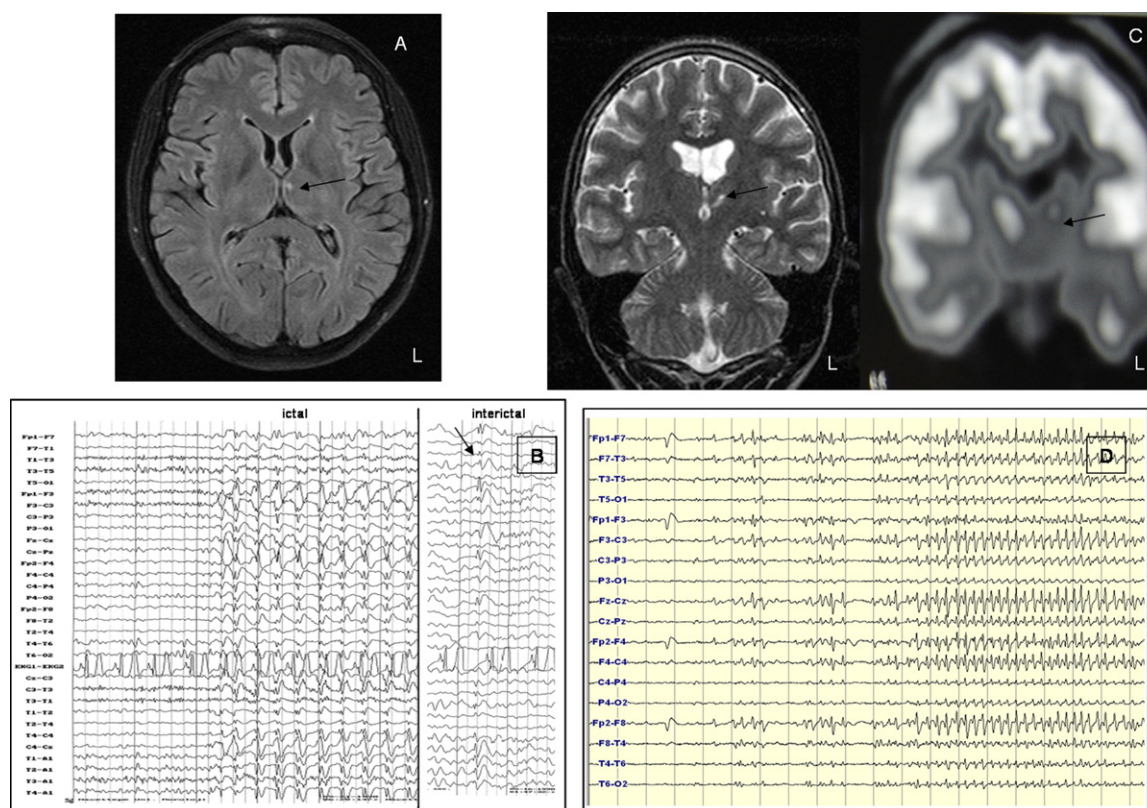 A
L
L
C
L
ictal
interictal
B
Fp1-F7
F7-T1
T1-T3
T3-T5
T5-O1
Fp1-F3
F3-C3
C3-P3
P3-O1
Fz-Cz
Cz-Pz
Fp2-F4
F4-C4
C4-P4
P4-O2
Fp2-F8
F8-T2
T2-T4
T4-T6
T6-O2
EKG1-EKG2
Cz-C3
C3-T3
T3-T1
T1-T2
T2-T4
T4-C4
C4-Cz
T1-A1
T2-A1
T3-A1
T4-A1
D
Fp1-F7
F7-T3
T3-T5
T5-O1
Fp1-F3
F3-C3
C3-P3
P3-O1
Fz-Cz
Cz-Pz
Fp2-F4
F4-C4
C4-P4
P4-O2
Fp2-F8
F8-T4
T4-T6
T6-O2